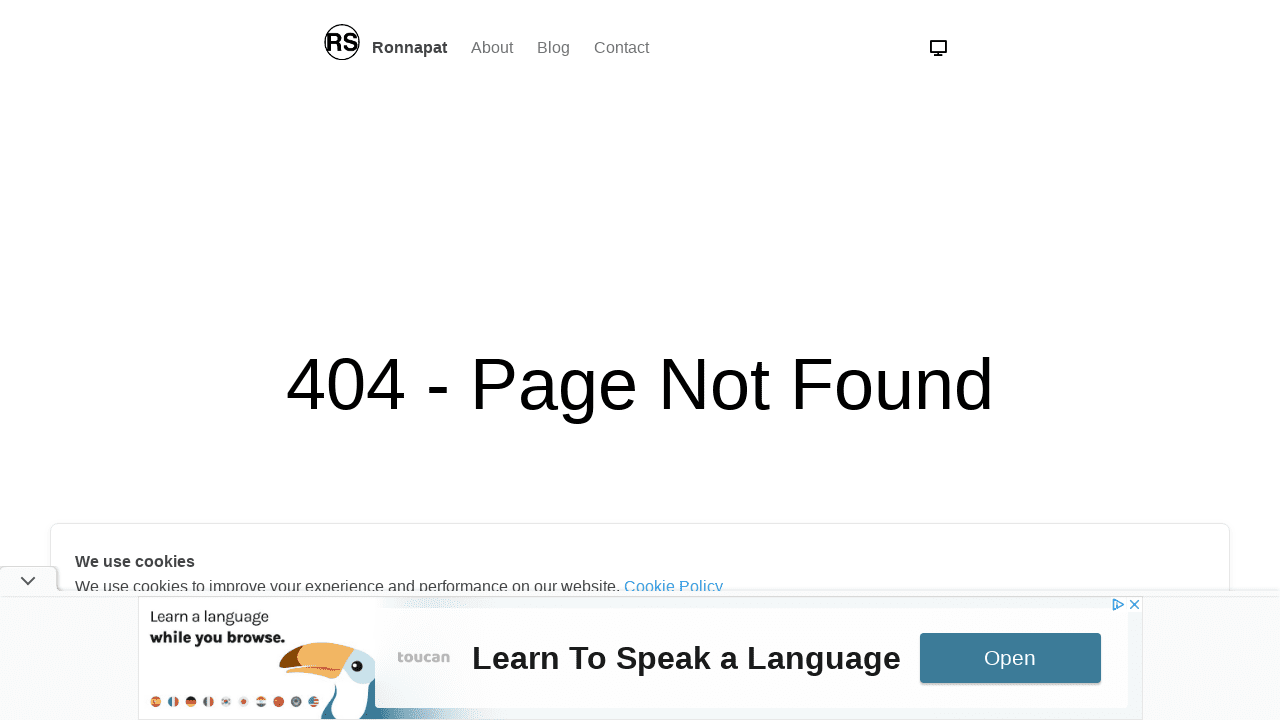 RS Ronnapat About Blog Contact
404 - Page Not Found
We use cookies
We use cookies to improve your experience and performance on our website. Cookie Policy
Learn a language
while you browse.
toucan
Learn To Speak a Language
Open